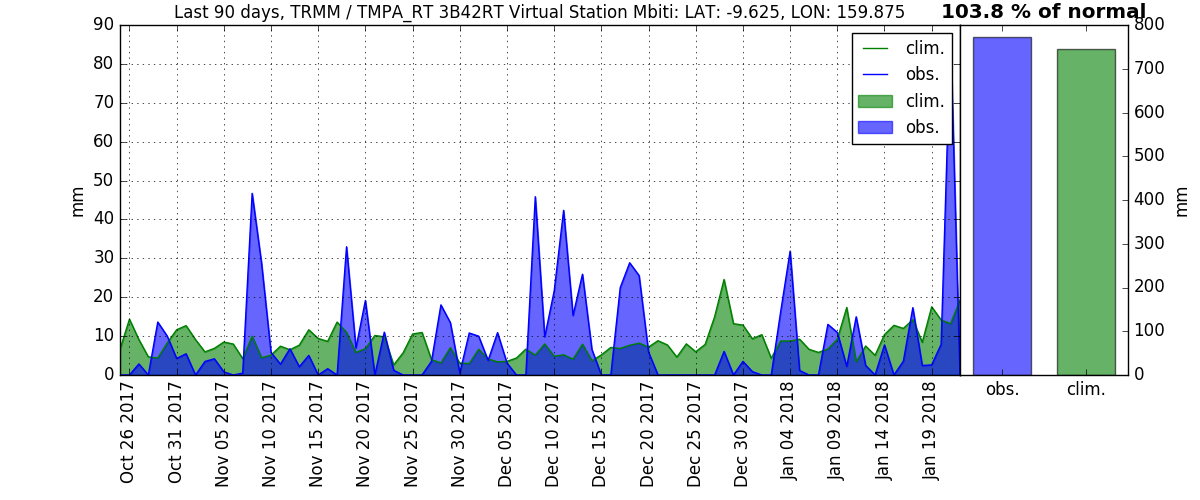 Last 90 days, TRMM / TMPA_RT 3B42RT Virtual Station Mbiti: LAT: -9.625, LON: 159.875
103.8 % of normal
90
80
70
60
50
40
30
20
10
0
mm
clim.
obs.
clim.
obs.
Oct 26 2017
Oct 31 2017
Nov 05 2017
Nov 10 2017
Nov 15 2017
Nov 20 2017
Nov 25 2017
Nov 30 2017
Dec 05 2017
Dec 10 2017
Dec 15 2017
Dec 20 2017
Dec 25 2017
Dec 30 2017
Jan 04 2018
Jan 09 2018
Jan 14 2018
Jan 19 2018
800
700
600
500
400
300
200
100
0
mm
obs.
clim.